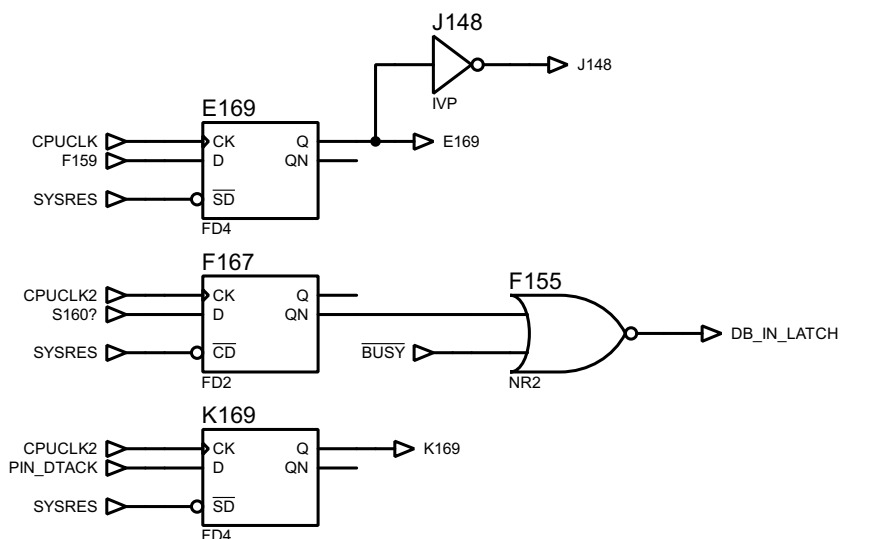 J148
J148
IVP
E169
CPUCLK
CK
Q
E169
F159
D
QN
SYSRES
SD
FD4
F167
F155
CPUCLK2
CK
Q
S160?
D
QN
DB_IN_LATCH
SYSRES
CD
BUSY
FD2
NR2
K169
CPUCLK2
CK
Q
K169
PIN_DTACK
D
QN
SYSRES
SD
FD4